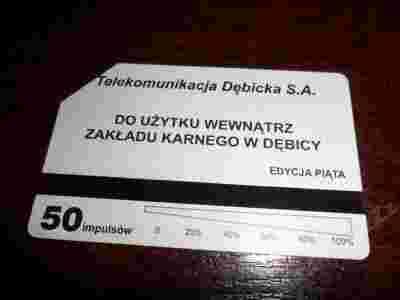 Telekomunikacja Dębicka S.A.
DO UŻYTKU WEWNĄTRZ
ZAKŁADU KARNEGO W DĘBICY
EDYCJA PIĄTA
50 impulsów
0 20% 40% 60% 80% 100%